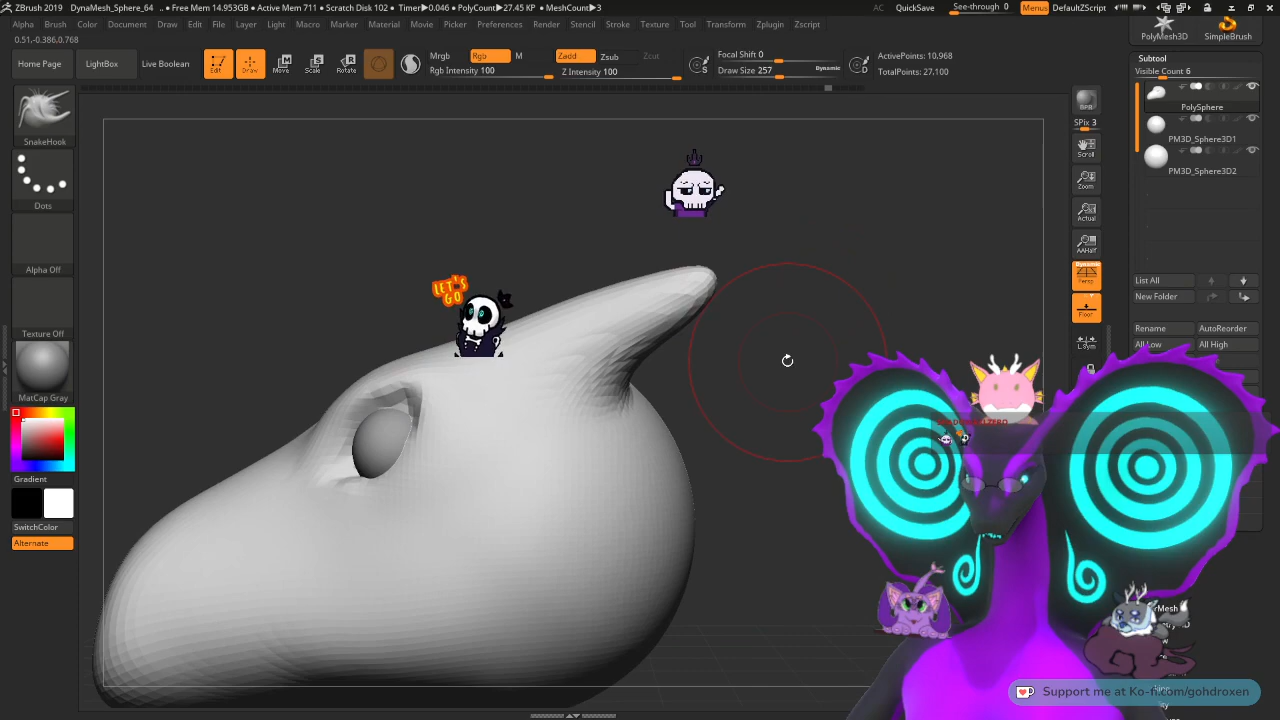 ZBrush 2019 DynaMesh_Sphere_64 .. • Free Mem 14.953GB • Active Mem 711 • Scratch Disk 102 • Timer▶0.046 • PolyCount▶27.45 KP • MeshCount▶3 AC QuickSave See-through 0 Menus DefaultZScript
Alpha Brush Color Document Draw Edit File Layer Light Macro Marker Material Movie Picker Preferences Render Stencil Stroke Texture Tool Transform Zplugin Zscript
0.51,-0.386,0.768
PolyMesh3D SimpleBrush
Home Page LightBox Live Boolean Edit Draw Move Scale Rotate
Mrgb Rgb M Zadd Zsub Zcut
Rgb Intensity 100 Z Intensity 100
S Focal Shift 0
Draw Size 257 Dynamic D
ActivePoints: 10,968
TotalPoints: 27,100
Subtool
Visible Count 6
PolySphere
PM3D_Sphere3D1
PM3D_Sphere3D2
SnakeHook
Dots
Alpha Off
Texture Off
MatCap Gray
Gradient
SwitchColor
Alternate
LET'S
GO
BPR
SPix 3
Scroll
Zoom
Actual
AAHalf
Dynamic
Persp
Floor
L.Sym
List All
New Folder
Rename AutoReorder
All Low All High
Support me at Ko-fi.com/gohdroxen